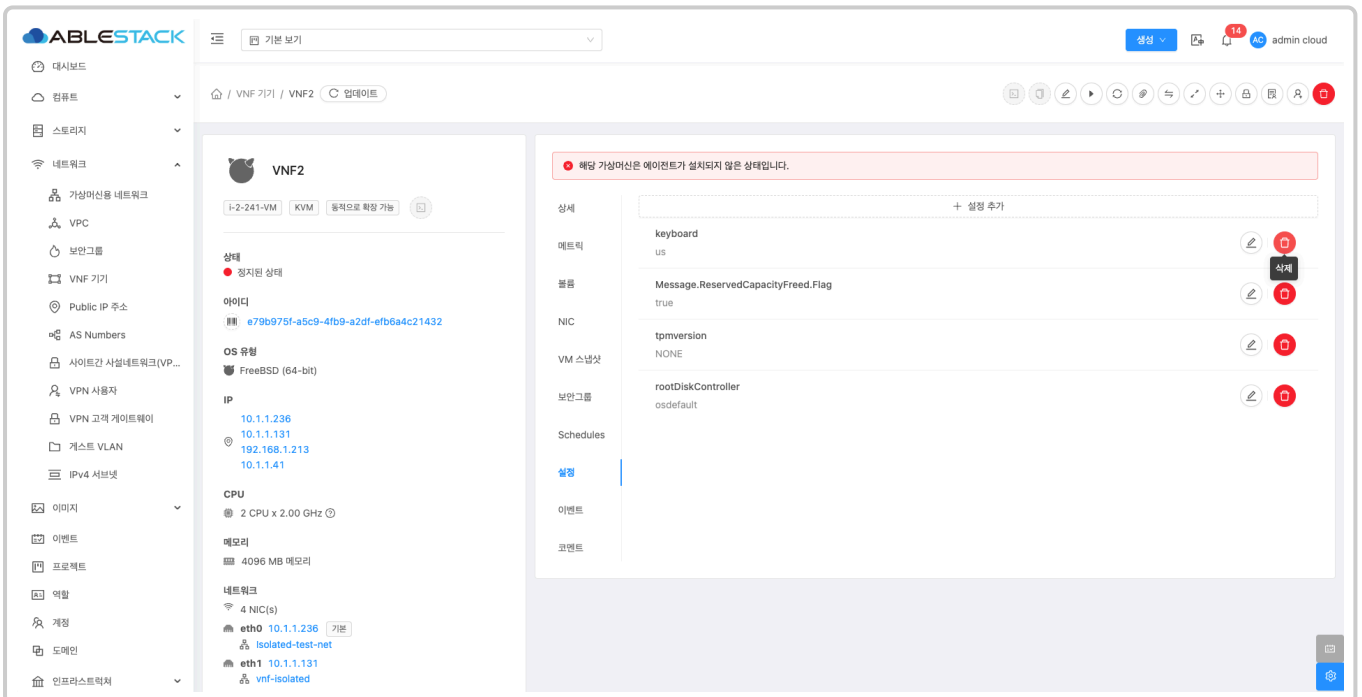 ABLESTACK
기본 보기
생성
14
AC
admin cloud
대시보드
컴퓨트
스토리지
네트워크
가상머신용 네트워크
VPC
보안그룹
VNF 기기
Public IP 주소
AS Numbers
사이트간 사설네트워크(VP...
VPN 사용자
VPN 고객 게이트웨이
게스트 VLAN
IPv4 서브넷
이미지
이벤트
프로젝트
역할
계정
도메인
인프라스트럭쳐
/ VNF 기기 / VNF2 업데이트
VNF2
i-2-241-VM KVM 동적으로 확장 가능
상태
정지된 상태
아이디
e79b975f-a5c9-4fb9-a2df-efb6a4c21432
OS 유형
FreeBSD (64-bit)
IP
10.1.1.236
10.1.1.131
192.168.1.213
10.1.1.41
CPU
2 CPU x 2.00 GHz
메모리
4096 MB 메모리
네트워크
4 NIC(s)
eth0 10.1.1.236 기본
Isolated-test-net
eth1 10.1.1.131
vnf-isolated
해당 가상머신은 에이전트가 설치되지 않은 상태입니다.
상세
메트릭
볼륨
NIC
VM 스냅샷
보안그룹
Schedules
설정
이벤트
코멘트
+ 설정 추가
keyboard
us
삭제
Message.ReservedCapacityFreed.Flag
true
tpmversion
NONE
rootDiskController
osdefault